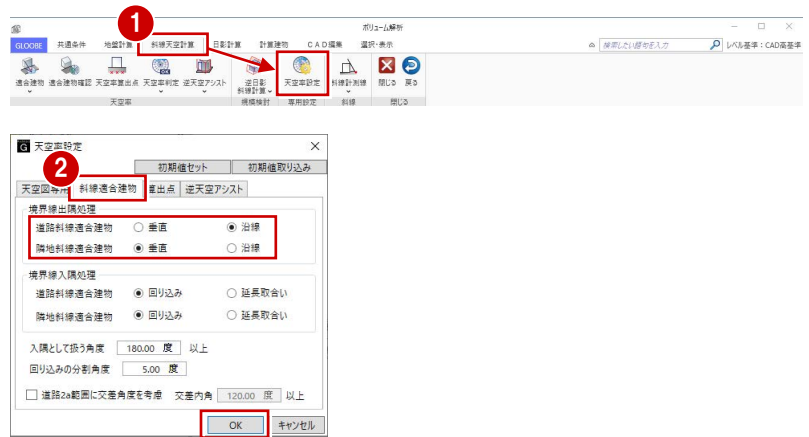 1
ボリューム解析
GLOOBE 共通条件 地盤計算 斜線天空計算 日影計算 計算建物 CAD編集 選択・表示 検索したい語句を入力 レベル基準:CAD高基準
適合建物 適合建物確認 天空率算出点 天空率判定 逆天空アシスト 逆日影斜線計算 天空率設定 斜線計測線 閉じる 戻る
天空率 規模検討 専用設定 斜線 閉じる
G 天空率設定
2
初期値セット 初期値取り込み
天空図専用 斜線適合建物 算出点 逆天空アシスト
境界線出隅処理
道路斜線適合建物 垂直 沿線
隣地斜線適合建物 垂直 沿線
境界線入隅処理
道路斜線適合建物 回り込み 延長取合い
隣地斜線適合建物 回り込み 延長取合い
入隅として扱う角度 180.00 度 以上
回り込みの分割角度 5.00 度
道路2a範囲に交差角度を考慮 交差内角 120.00 度 以上
OK キャンセル